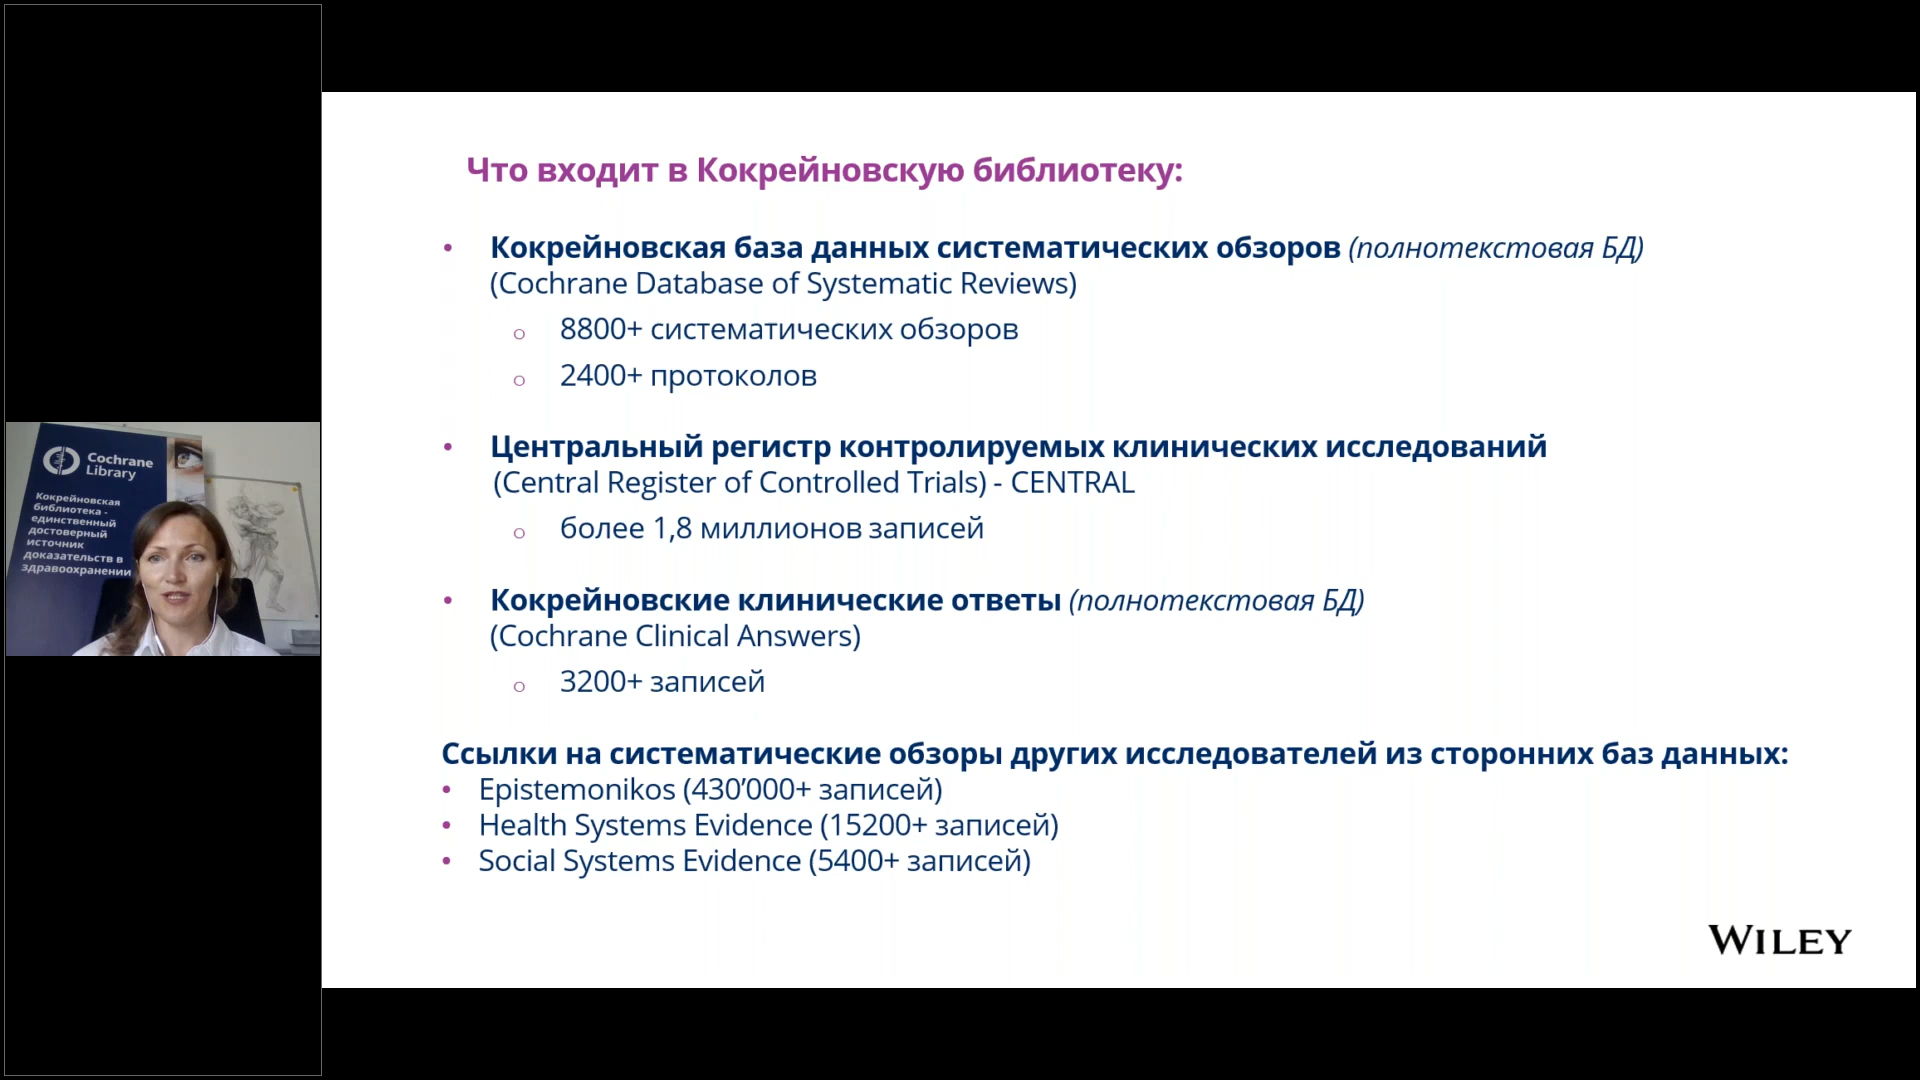 Что входит в Кокрейновскую библиотеку:
• Кокрейновская база данных систематических обзоров (полнотекстовая БД)
(Cochrane Database of Systematic Reviews)
o 8800+ систематических обзоров
o 2400+ протоколов
• Центральный регистр контролируемых клинических исследований
(Central Register of Controlled Trials) - CENTRAL
o более 1,8 миллионов записей
• Кокрейновские клинические ответы (полнотекстовая БД)
(Cochrane Clinical Answers)
o 3200+ записей
Ссылки на систематические обзоры других исследователей из сторонних баз данных:
• Epistemonikos (430’000+ записей)
• Health Systems Evidence (15200+ записей)
• Social Systems Evidence (5400+ записей)
WILEY
Cochrane
Library
Кокрейновская
библиотека -
единственный
достоверный
источник
доказательств в
здравоохранении